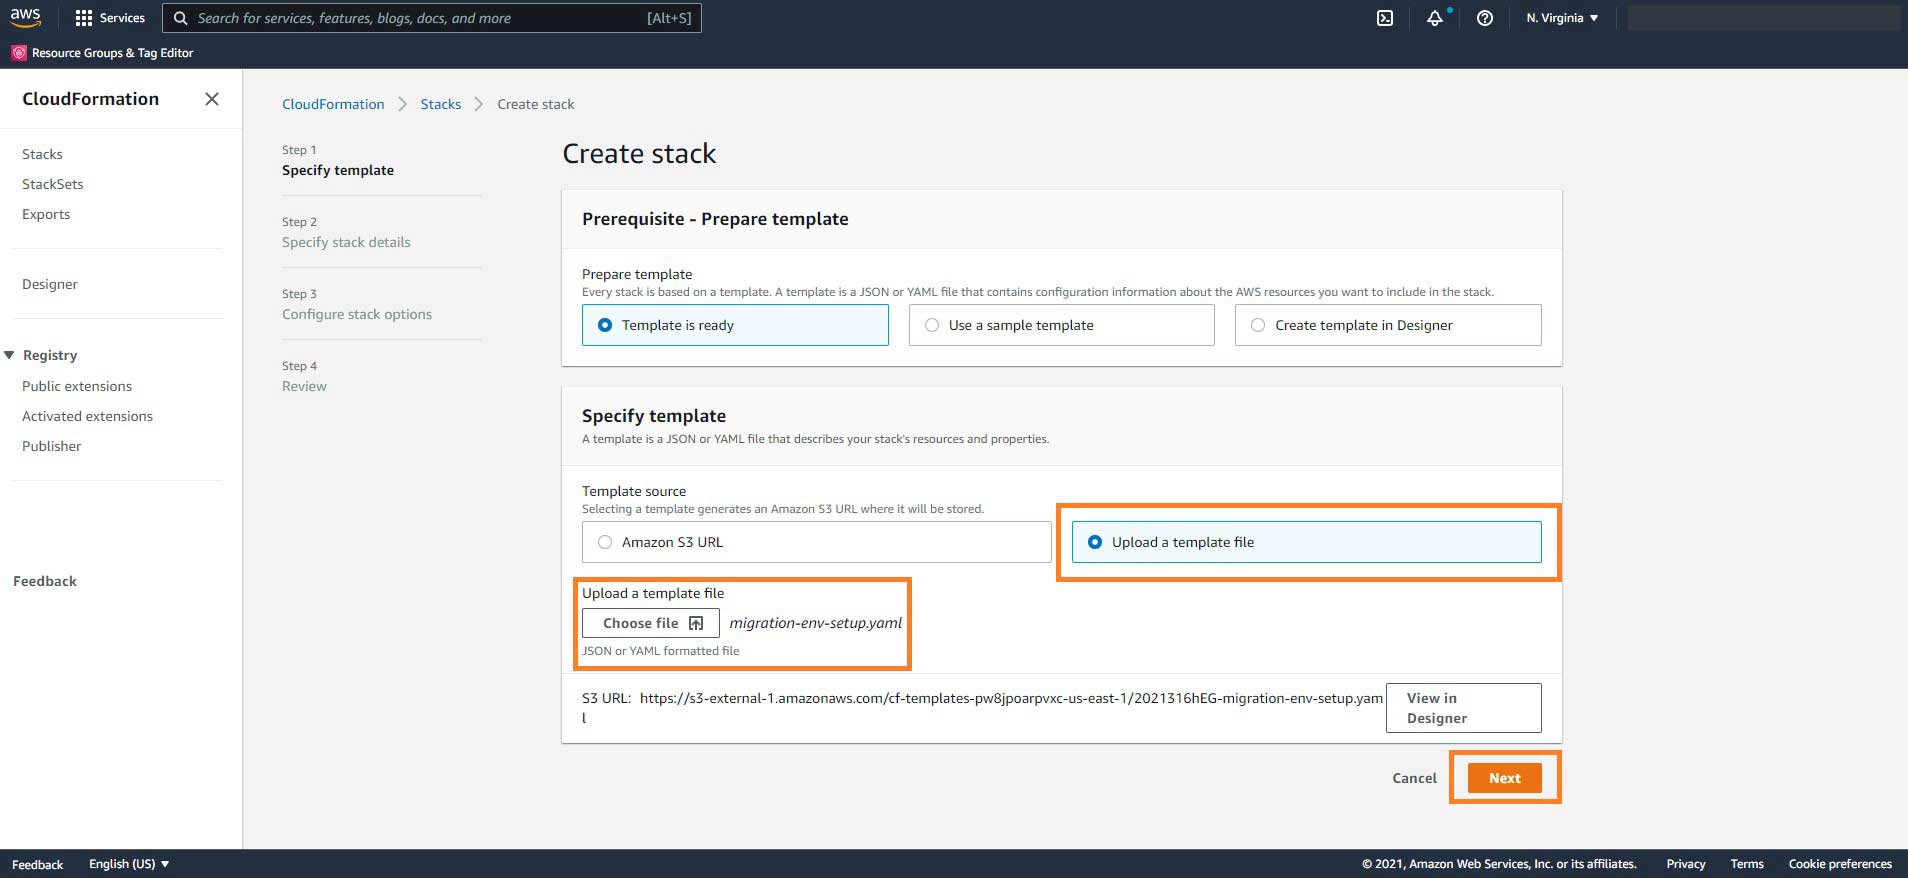 aws
Services
Search for services, features, blogs, docs, and more
[Alt+S]
N. Virginia
Resource Groups & Tag Editor
CloudFormation
Stacks
StackSets
Exports
Designer
Registry
Public extensions
Activated extensions
Publisher
Feedback
CloudFormation
Stacks
Create stack
Step 1
Specify template
Step 2
Specify stack details
Step 3
Configure stack options
Step 4
Review
Create stack
Prerequisite - Prepare template
Prepare template
Every stack is based on a template. A template is a JSON or YAML file that contains configuration information about the AWS resources you want to include in the stack.
Template is ready
Use a sample template
Create template in Designer
Specify template
A template is a JSON or YAML file that describes your stack's resources and properties.
Template source
Selecting a template generates an Amazon S3 URL where it will be stored.
Amazon S3 URL
Upload a template file
Upload a template file
Choose file
migration-env-setup.yaml
JSON or YAML formatted file
S3 URL: https://s3-external-1.amazonaws.com/cf-templates-pw8jpoarpvxc-us-east-1/2021316hEG-migration-env-setup.yam
l
View in
Designer
Cancel
Next
Feedback
English (US)
© 2021, Amazon Web Services, Inc. or its affiliates.
Privacy
Terms
Cookie preferences